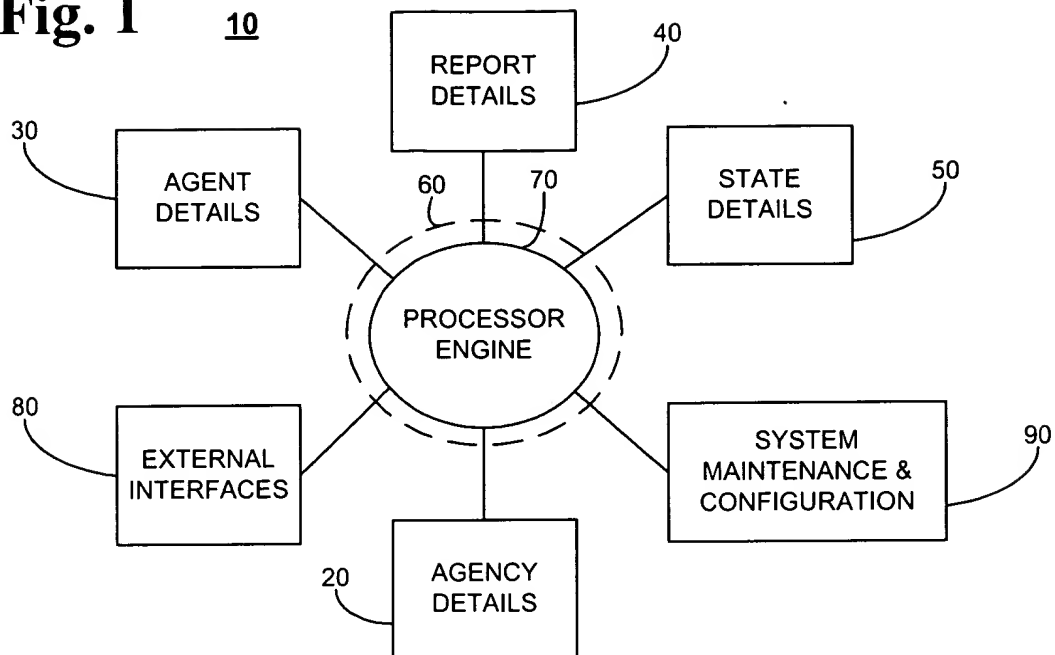 Fig. 1
10
REPORT
DETAILS
40
30
AGENT
DETAILS
60
70
STATE
DETAILS
50
PROCESSOR
ENGINE
80
EXTERNAL
INTERFACES
SYSTEM
MAINTENANCE &
CONFIGURATION
90
20
AGENCY
DETAILS